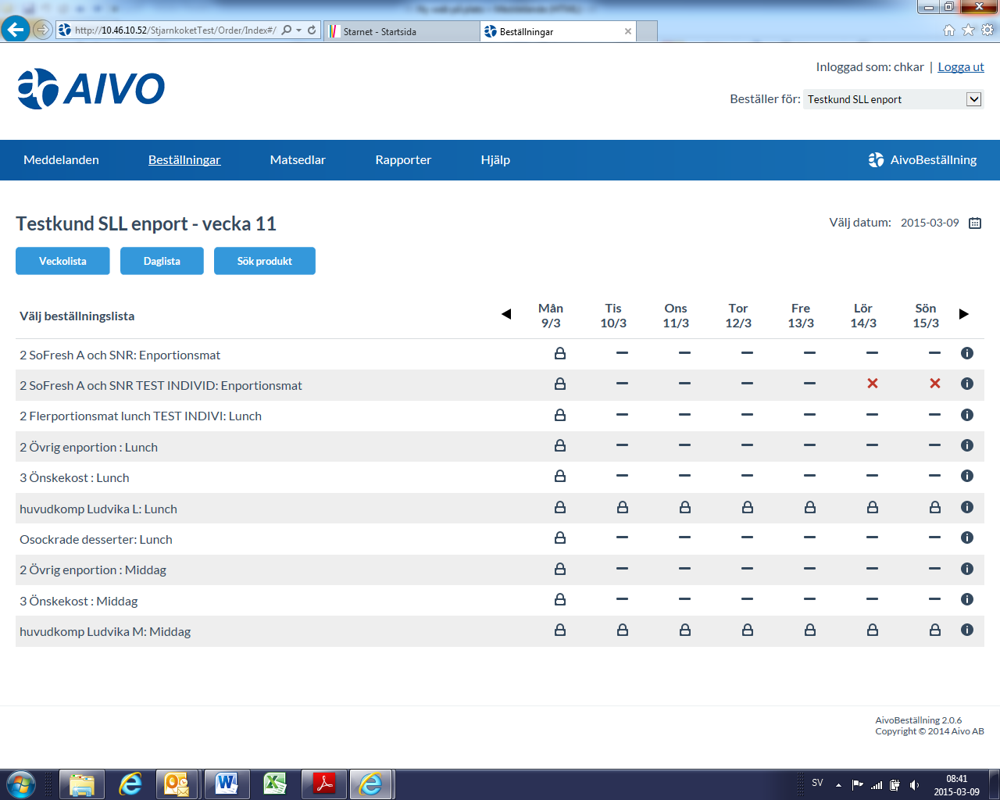 http://10.46.10.52/StjarnkoketTest/Order/Index#/
Starnet - Startsida
Beställningar
AIVO
Inloggad som: chkar | Logga ut
Beställer för: Testkund SLL enport
Meddelanden Beställningar Matsedlar Rapporter Hjälp AivoBeställning
Testkund SLL enport - vecka 11
Välj datum: 2015-03-09
Veckolista Daglista Sök produkt
Välj beställningslista
Mån Tis Ons Tor Fre Lör Sön
9/3 10/3 11/3 12/3 13/3 14/3 15/3
2 SoFresh A och SNR: Enportionsmat
2 SoFresh A och SNR TEST INDIVID: Enportionsmat
2 Flerportionsmat lunch TEST INDIVI: Lunch
2 Övrig enportion : Lunch
3 Önskekost : Lunch
huvudkomp Ludvika L: Lunch
Osockrade desserter: Lunch
2 Övrig enportion : Middag
3 Önskekost : Middag
huvudkomp Ludvika M: Middag
AivoBeställning 2.0.6
Copyright © 2014 Aivo AB
SV
08:41
2015-03-09